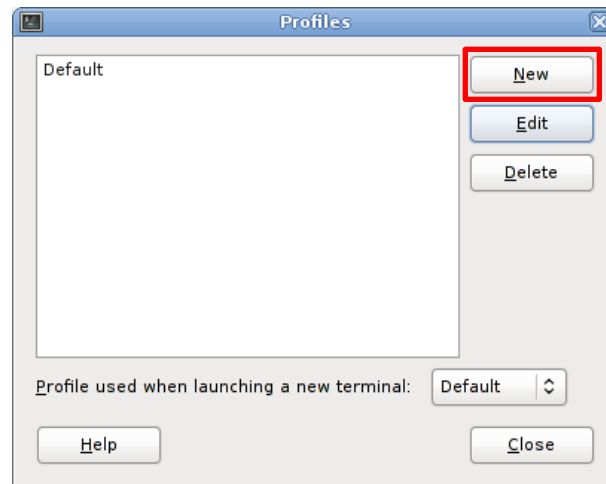 Profiles
Default
New
Edit
Delete
Profile used when launching a new terminal: Default
Help
Close